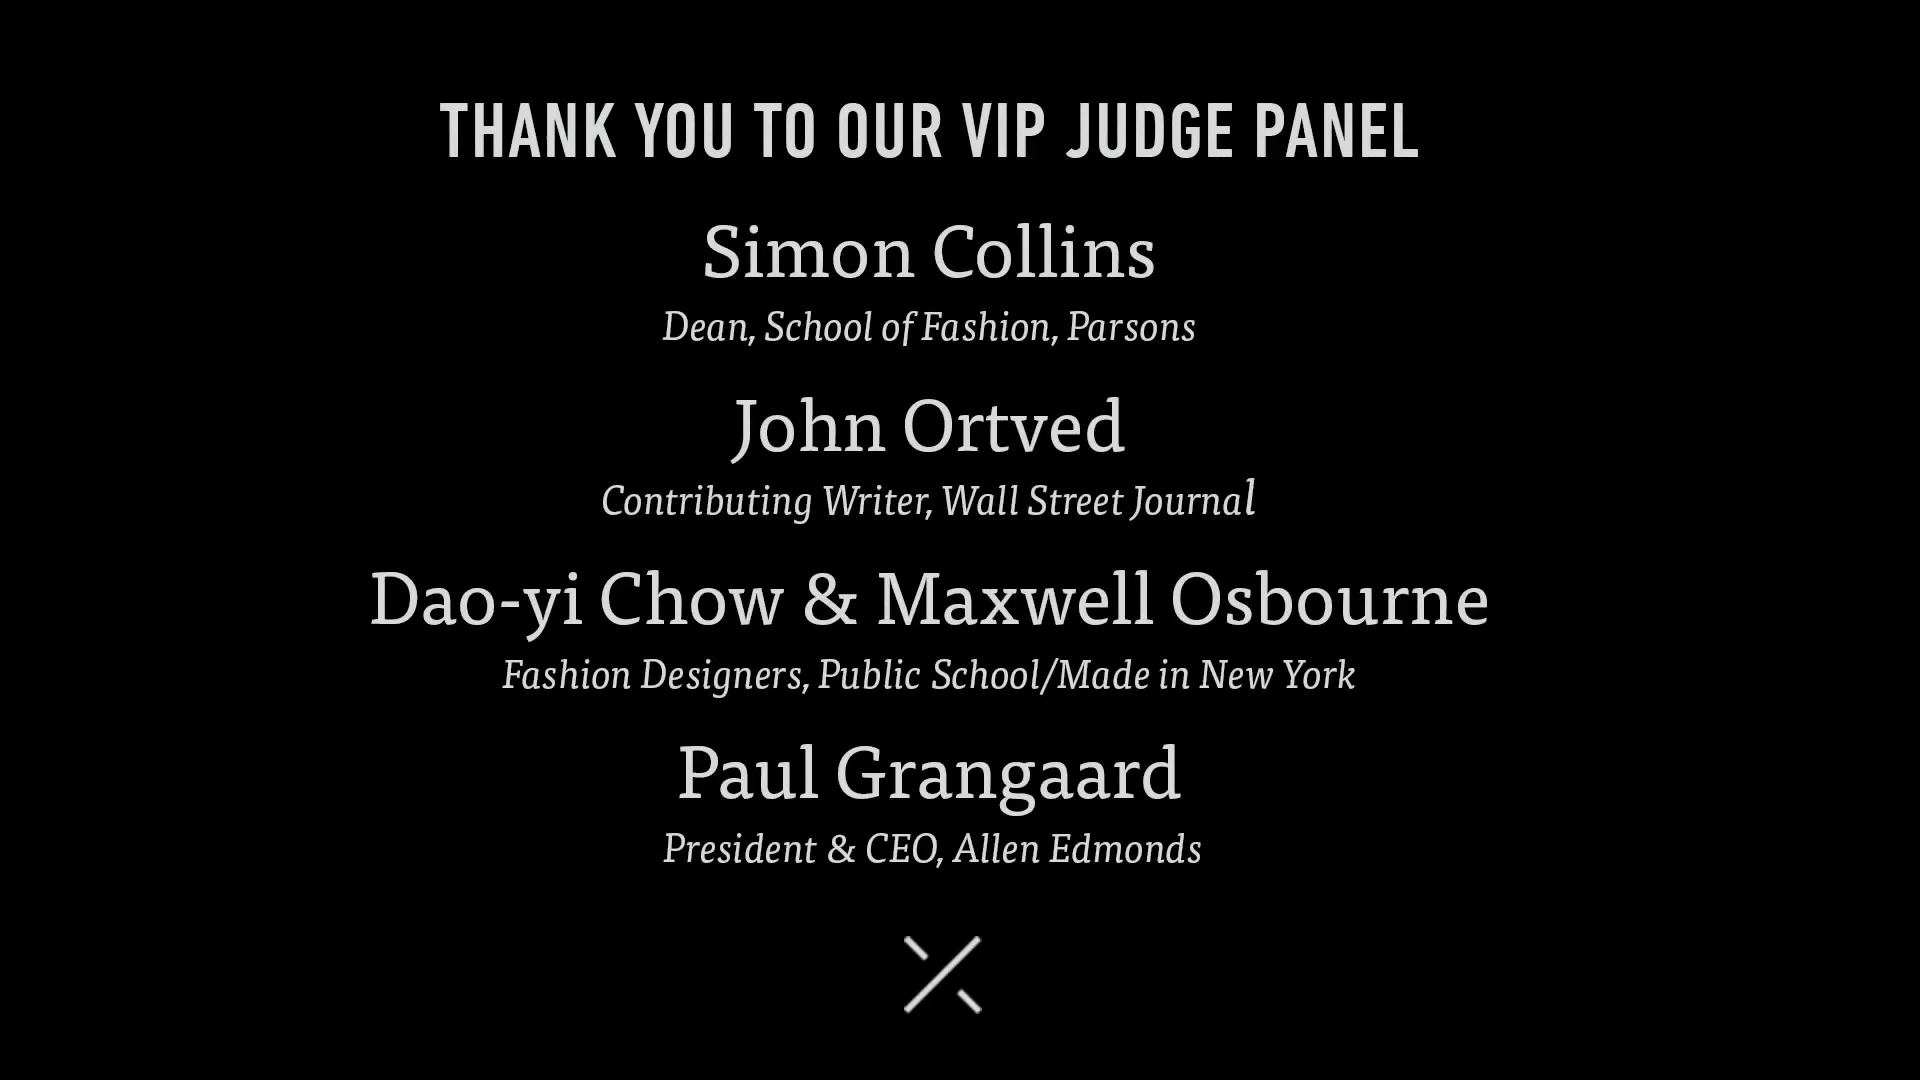 THANK YOU TO OUR VIP JUDGE PANEL
Simon Collins
Dean, School of Fashion, Parsons
John Ortved
Contributing Writer, Wall Street Journal
Dao-yi Chow & Maxwell Osbourne
Fashion Designers, Public School/Made in New York
Paul Grangaard
President & CEO, Allen Edmonds